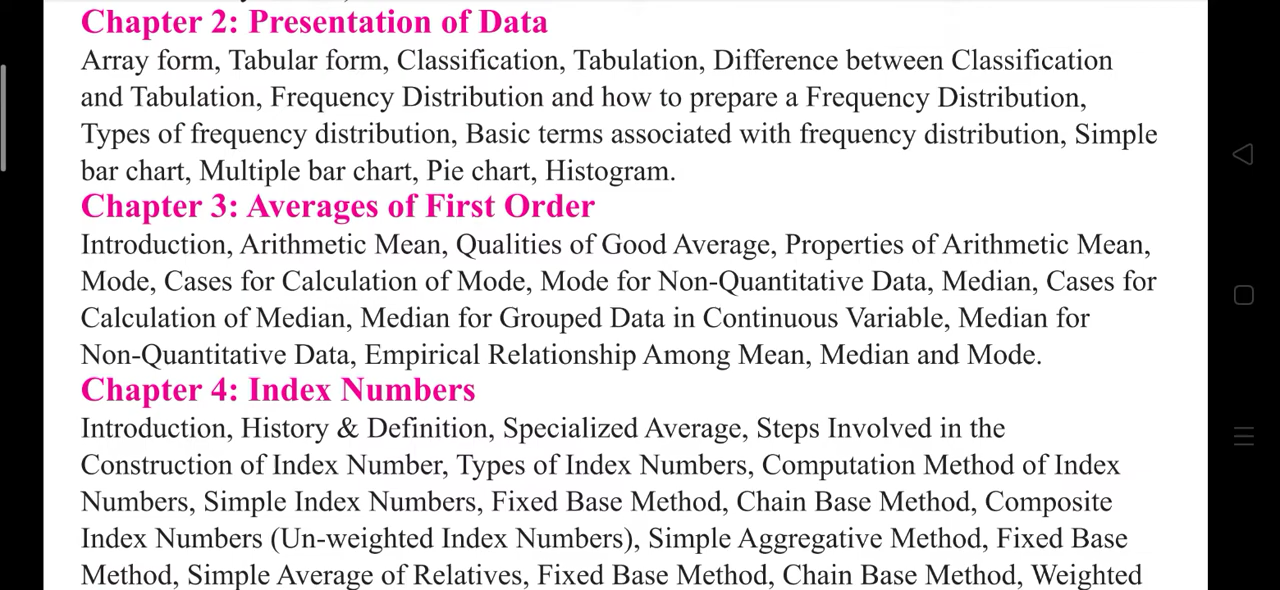 Chapter 2: Presentation of Data
Array form, Tabular form, Classification, Tabulation, Difference between Classification
and Tabulation, Frequency Distribution and how to prepare a Frequency Distribution,
Types of frequency distribution, Basic terms associated with frequency distribution, Simple
bar chart, Multiple bar chart, Pie chart, Histogram.
Chapter 3: Averages of First Order
Introduction, Arithmetic Mean, Qualities of Good Average, Properties of Arithmetic Mean,
Mode, Cases for Calculation of Mode, Mode for Non-Quantitative Data, Median, Cases for
Calculation of Median, Median for Grouped Data in Continuous Variable, Median for
Non-Quantitative Data, Empirical Relationship Among Mean, Median and Mode.
Chapter 4: Index Numbers
Introduction, History & Definition, Specialized Average, Steps Involved in the
Construction of Index Number, Types of Index Numbers, Computation Method of Index
Numbers, Simple Index Numbers, Fixed Base Method, Chain Base Method, Composite
Index Numbers (Un-weighted Index Numbers), Simple Aggregative Method, Fixed Base
Method, Simple Average of Relatives, Fixed Base Method, Chain Base Method, Weighted